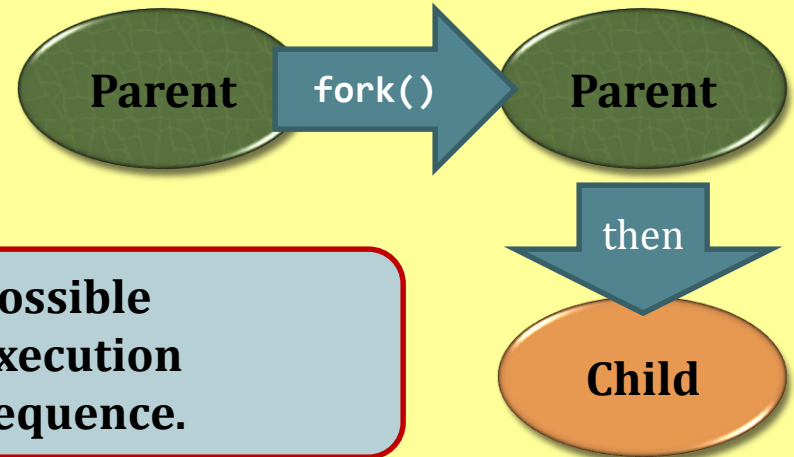 Parent
fork()
Parent
then
ossible
xecution
equence.
Child